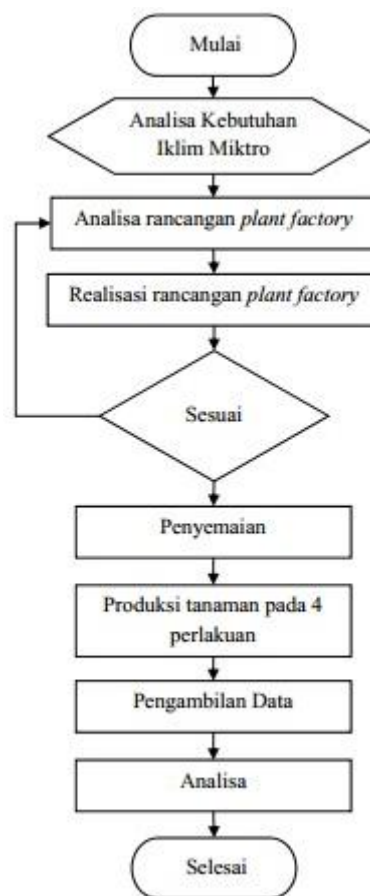 Mulai
Analisa Kebutuhan
Iklim Miktro
Analisa rancangan plant factory
Realisasi rancangan plant factory
Sesuai
Penyemaian
Produksi tanaman pada 4
perlakuan
Pengambilan Data
Analisa
Selesai